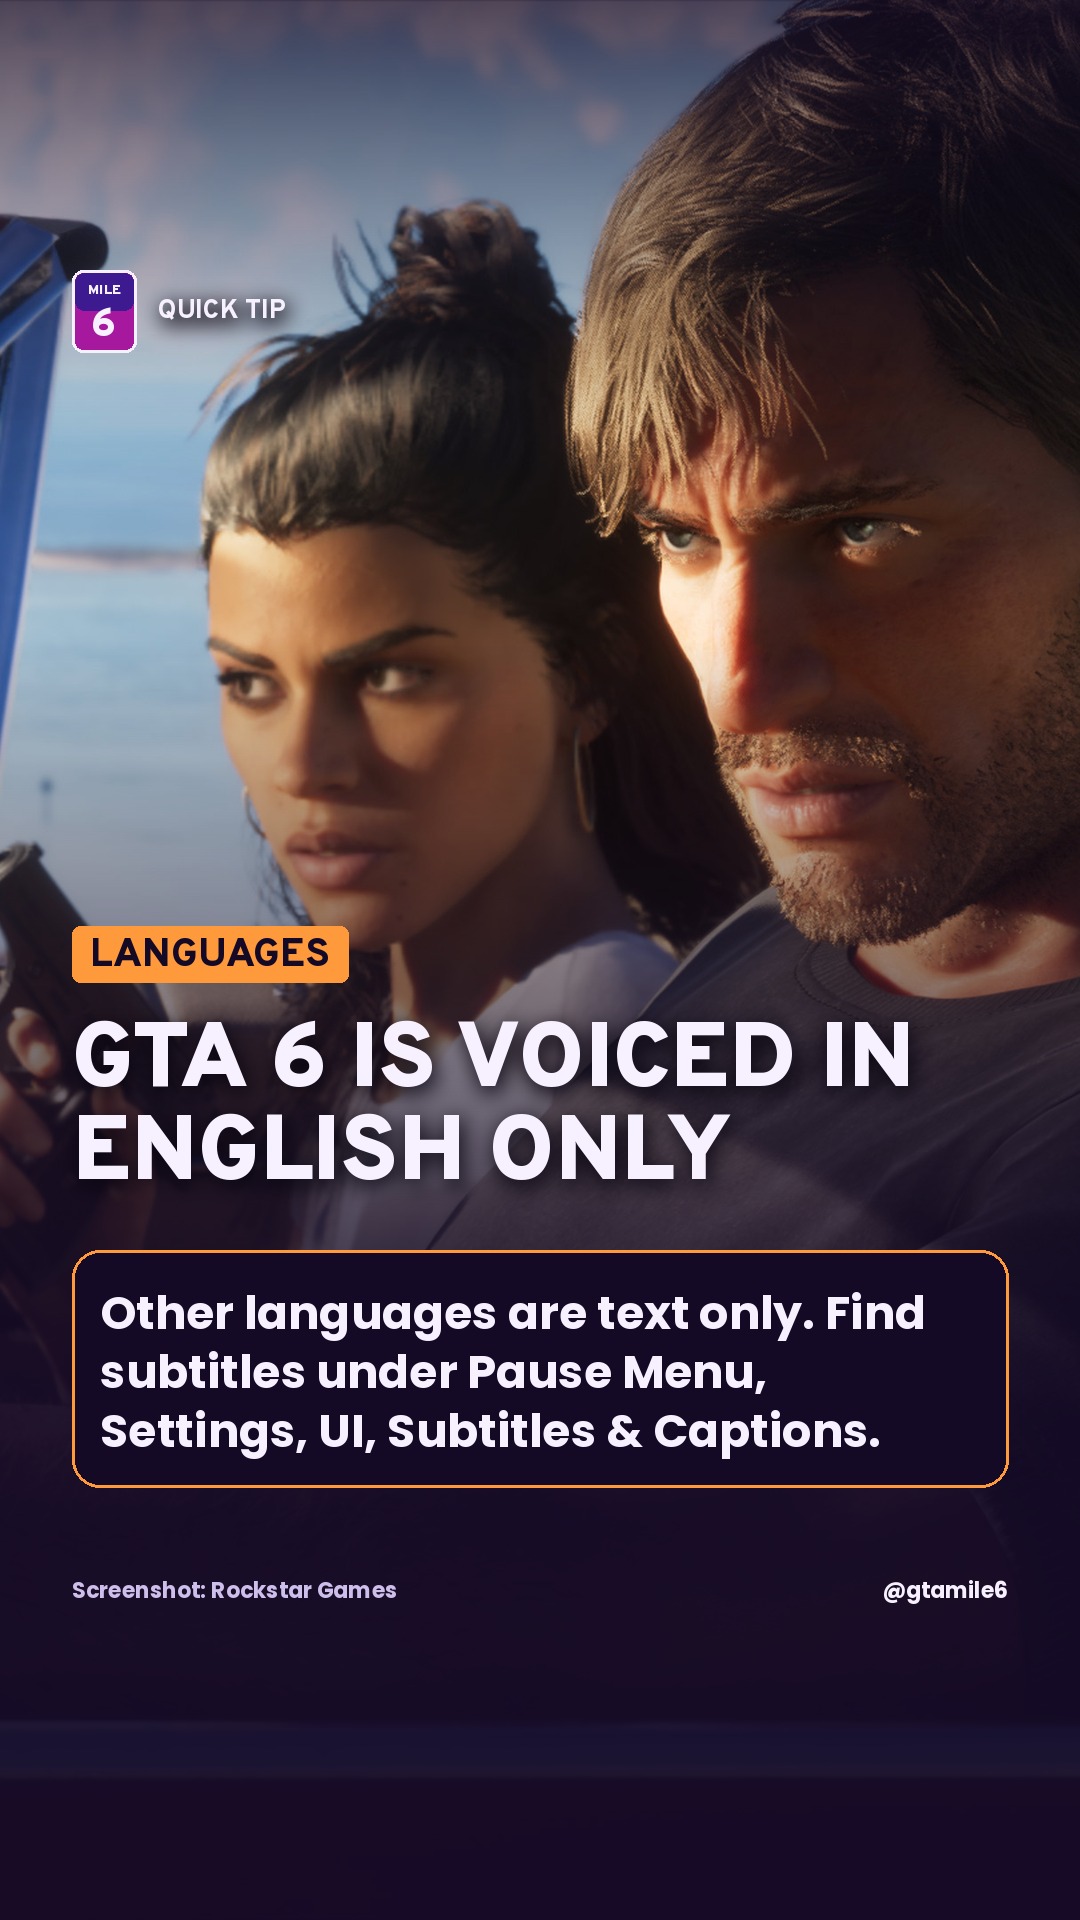 MILE
6
QUICK TIP
LANGUAGES
GTA 6 IS VOICED IN
ENGLISH ONLY
Other languages are text only. Find
subtitles under Pause Menu,
Settings, UI, Subtitles & Captions.
Screenshot: Rockstar Games
@gtamile6